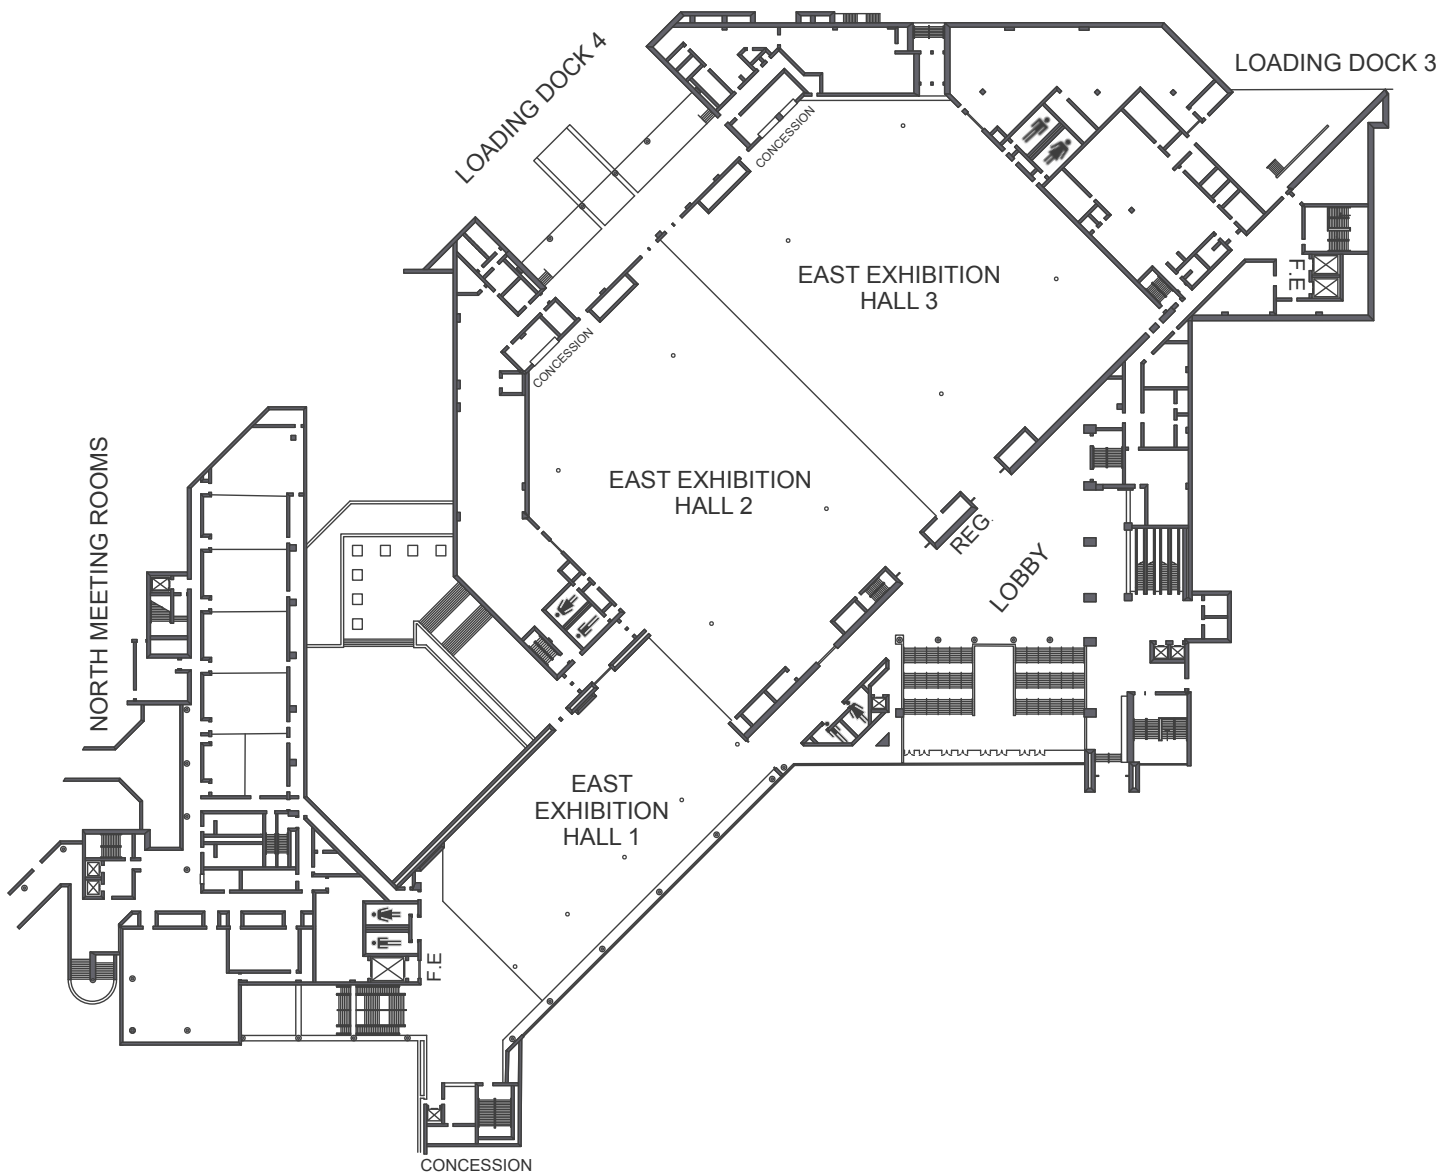 LOADING DOCK 4
LOADING DOCK 3
CONCESSION
EAST EXHIBITION
HALL 3
F.E
CONCESSION
EAST EXHIBITION
HALL 2
NORTH MEETING ROOMS
REG.
LOBBY
EAST
EXHIBITION
HALL 1
F.E
CONCESSION